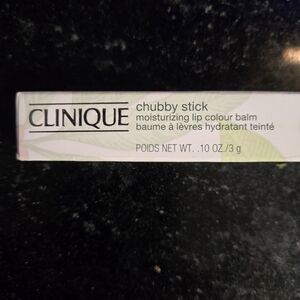 CLINIQUE
chubby stick
moisturizing lip colour balm
baume à lèvres hydratant teinté
POIDS NET WT. .10 OZ./3 g